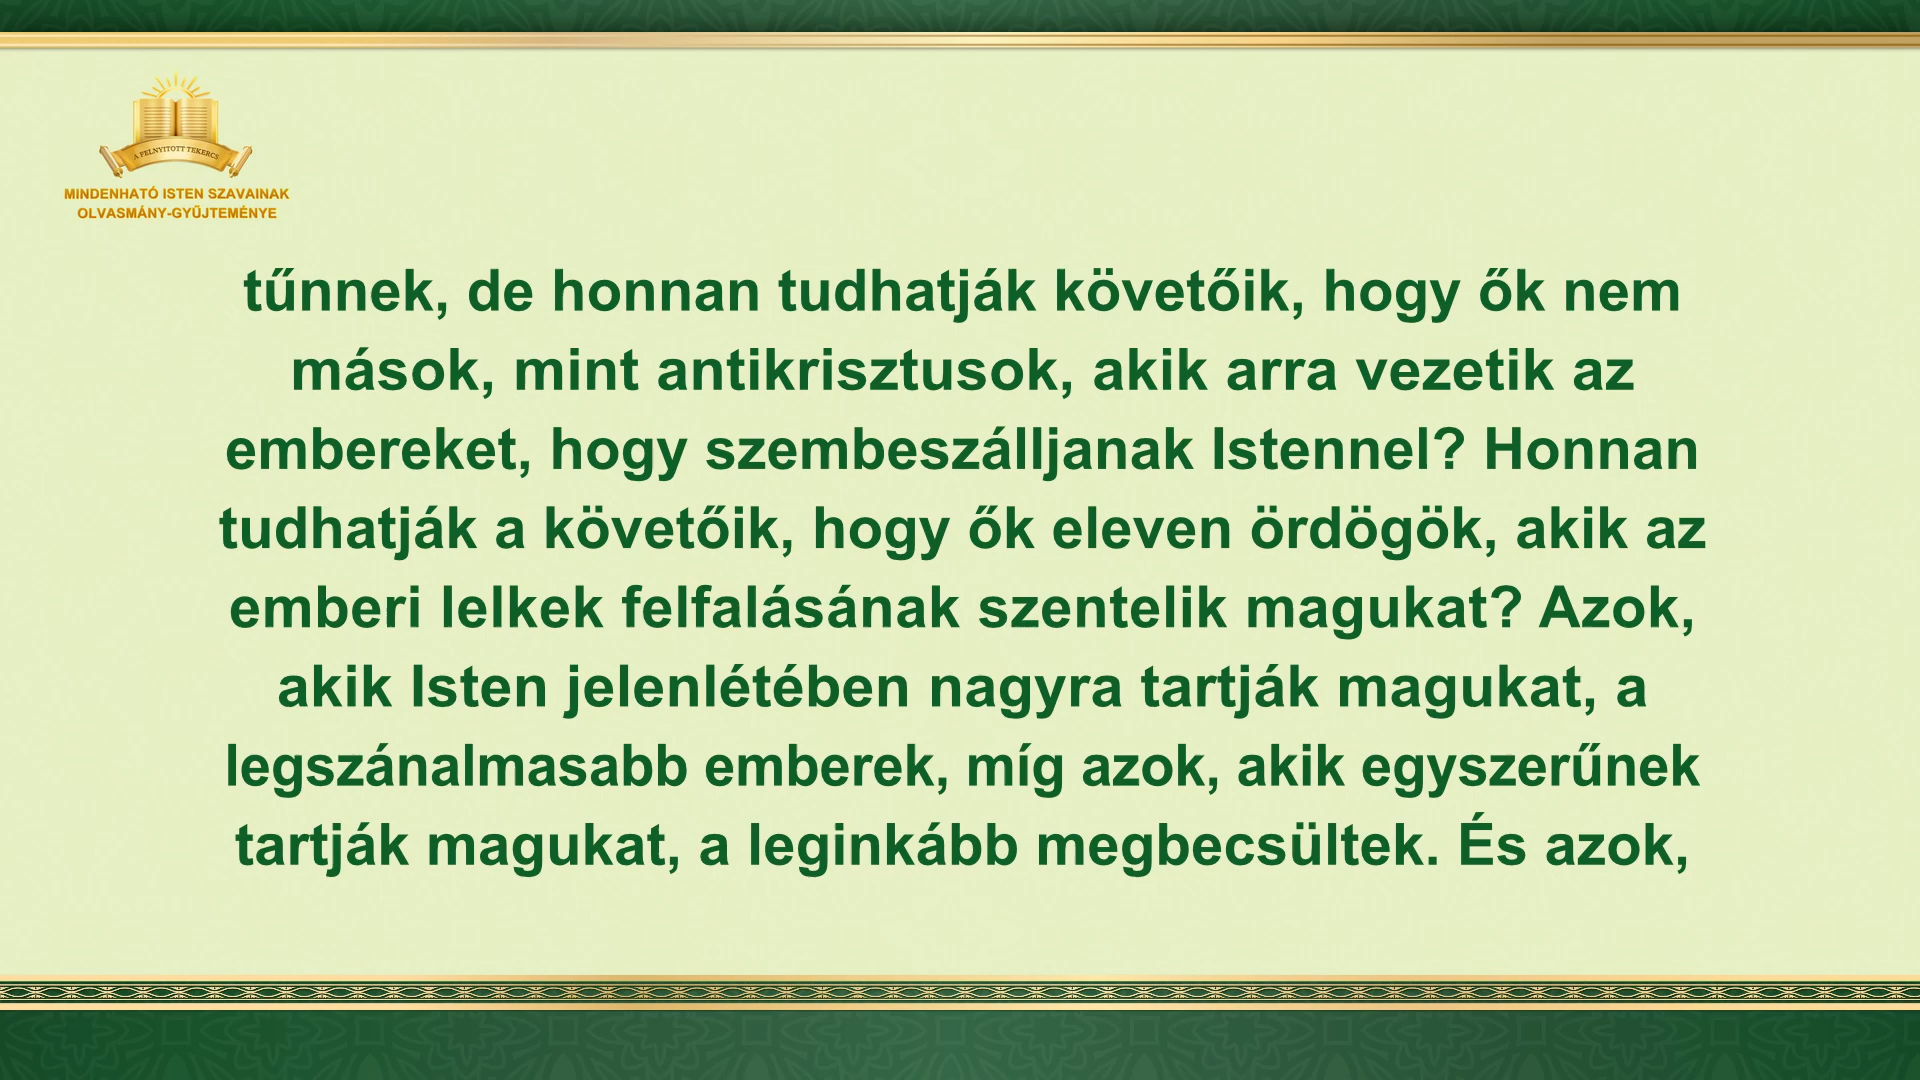 A FELNYITOTT TEKERCS
MINDENHATÓ ISTEN SZAVAINAK
OLVASMÁNY-GYŰJTEMÉNYE
tűnnek, de honnan tudhatják követőik, hogy ők nem
mások, mint antikrisztusok, akik arra vezetik az
embereket, hogy szembeszálljanak Istennel? Honnan
tudhatják a követőik, hogy ők eleven ördögök, akik az
emberi lelkek felfalásának szentelik magukat? Azok,
akik Isten jelenlétében nagyra tartják magukat, a
legszánalmasabb emberek, míg azok, akik egyszerűnek
tartják magukat, a leginkább megbecsültek. És azok,